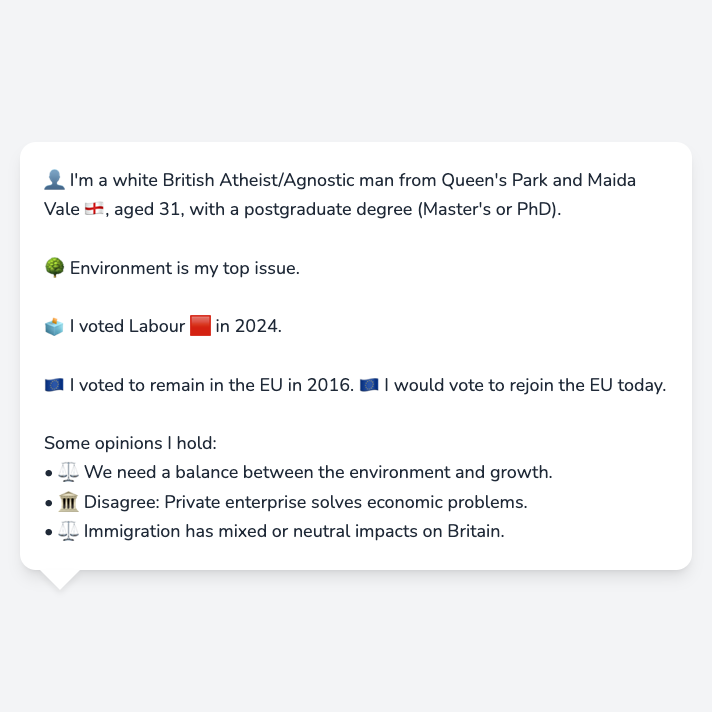 👤 I'm a white British Atheist/Agnostic man from Queen's Park and Maida
Vale 🏴󠁧󠁢󠁥󠁮󠁧󠁿, aged 31, with a postgraduate degree (Master's or PhD).
🌳 Environment is my top issue.
🗳️ I voted Labour 🟥 in 2024.
🇪🇺 I voted to remain in the EU in 2016. 🇪🇺 I would vote to rejoin the EU today.
Some opinions I hold:
• ⚖️ We need a balance between the environment and growth.
• 🏛️ Disagree: Private enterprise solves economic problems.
• ⚖️ Immigration has mixed or neutral impacts on Britain.